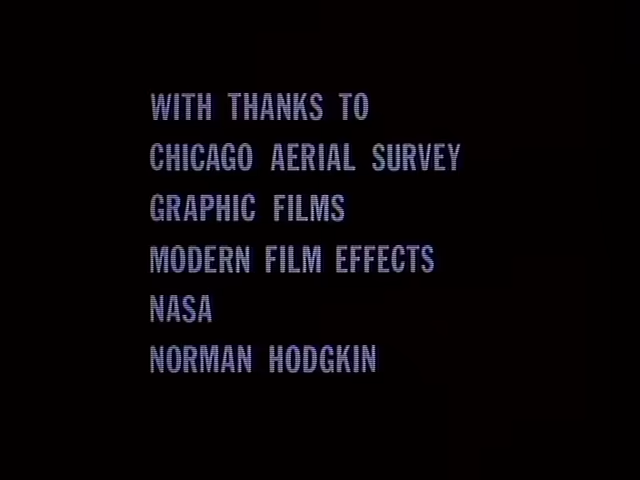 WITH THANKS TO
CHICAGO AERIAL SURVEY
GRAPHIC FILMS
MODERN FILM EFFECTS
NASA
NORMAN HODGKIN